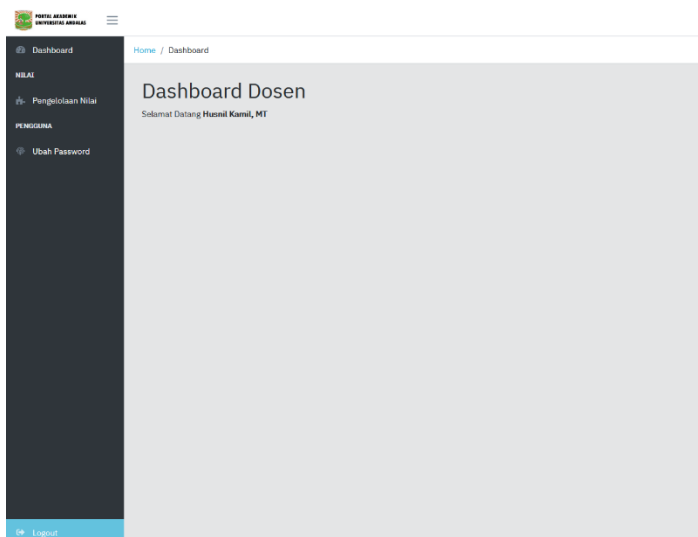 PORTAL AKADEMIK
UNIVERSITAS ANDALAS
Dashboard
NILAI
Pengelolaan Nilai
PENGGUNA
Ubah Password
Logout
Home / Dashboard
Dashboard Dosen
Selamat Datang Husnil Kamil, MT